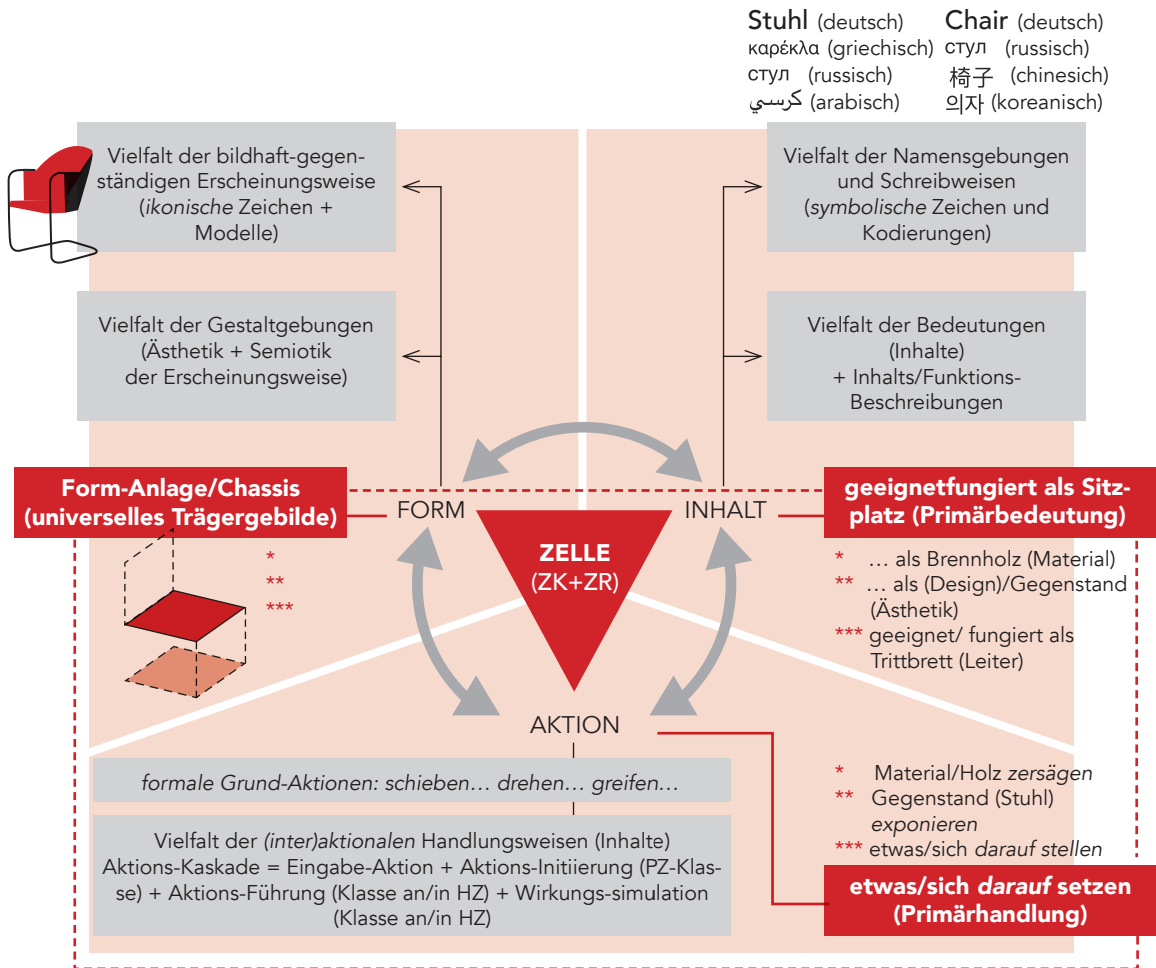 Stuhl (deutsch)
καρέκλα (griechisch)
стул (russisch)
كرسي (arabisch)
Chair (deutsch)
стул (russisch)
椅子 (chinesich)
의자 (koreanisch)
Vielfalt der bildhaft-gegen-
ständigen Erscheinungsweise
(ikonische Zeichen +
Modelle)
Vielfalt der Namensgebungen
und Schreibweisen
(symbolische Zeichen und
Kodierungen)
Vielfalt der Gestaltgebungen
(Ästhetik + Semiotik
der Erscheinungsweise)
Vielfalt der Bedeutungen
(Inhalte)
+ Inhalts/Funktions-
Beschreibungen
Form-Anlage/Chassis
(universelles Trägergebilde)
FORM
INHALT
geeignetfungiert als Sitz-
platz (Primärbedeutung)
ZELLE
(ZK+ZR)
*
**
***
* … als Brennholz (Material)
** … als (Design)/Gegenstand
(Ästhetik)
*** geeignet/ fungiert als
Trittbrett (Leiter)
AKTION
formale Grund-Aktionen: schieben… drehen… greifen…
Vielfalt der (inter)aktionalen Handlungsweisen (Inhalte)
Aktions-Kaskade = Eingabe-Aktion + Aktions-Initiierung (PZ-Klas-
se) + Aktions-Führung (Klasse an/in HZ) + Wirkungs-simulation
(Klasse an/in HZ)
* Material/Holz zersägen
** Gegenstand (Stuhl)
exponieren
*** etwas/sich darauf stellen
etwas/sich darauf setzen
(Primärhandlung)